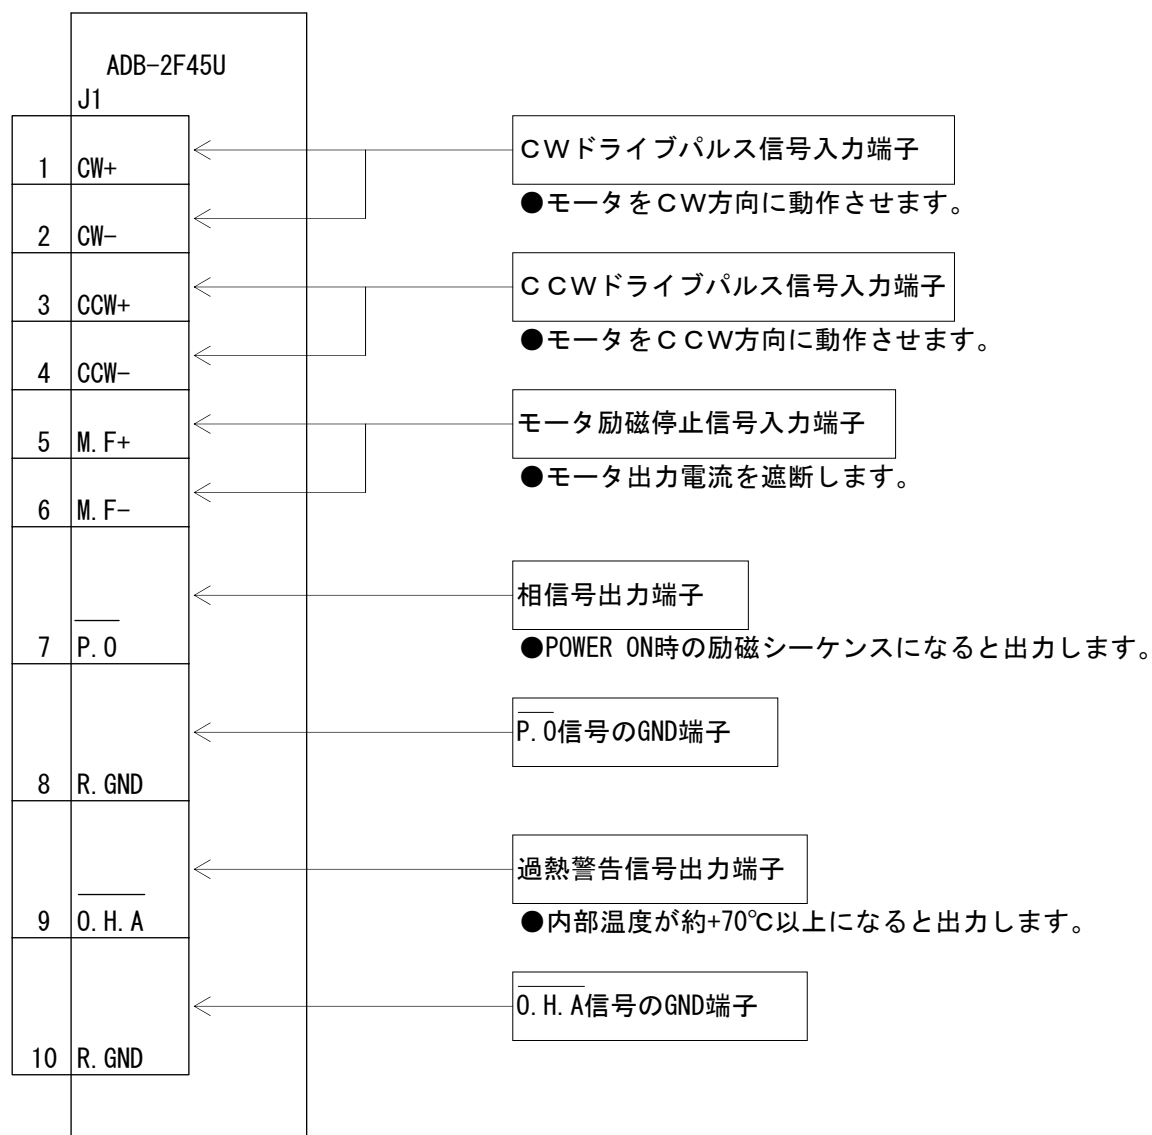 ADB-2F45U
J1
1 CW+
CWドライブパルス信号入力端子
●モータをCW方向に動作させます。
2 CW-
3 CCW+
CCWドライブパルス信号入力端子
●モータをCCW方向に動作させます。
4 CCW-
5 M.F+
モータ励磁停止信号入力端子
●モータ出力電流を遮断します。
6 M.F-
相信号出力端子
7 P.O
●POWER ON時の励磁シーケンスになると出力します。
P.O信号のGND端子
8 R.GND
過熱警告信号出力端子
9 O.H.A
●内部温度が約+70℃以上になると出力します。
O.H.A信号のGND端子
10 R.GND